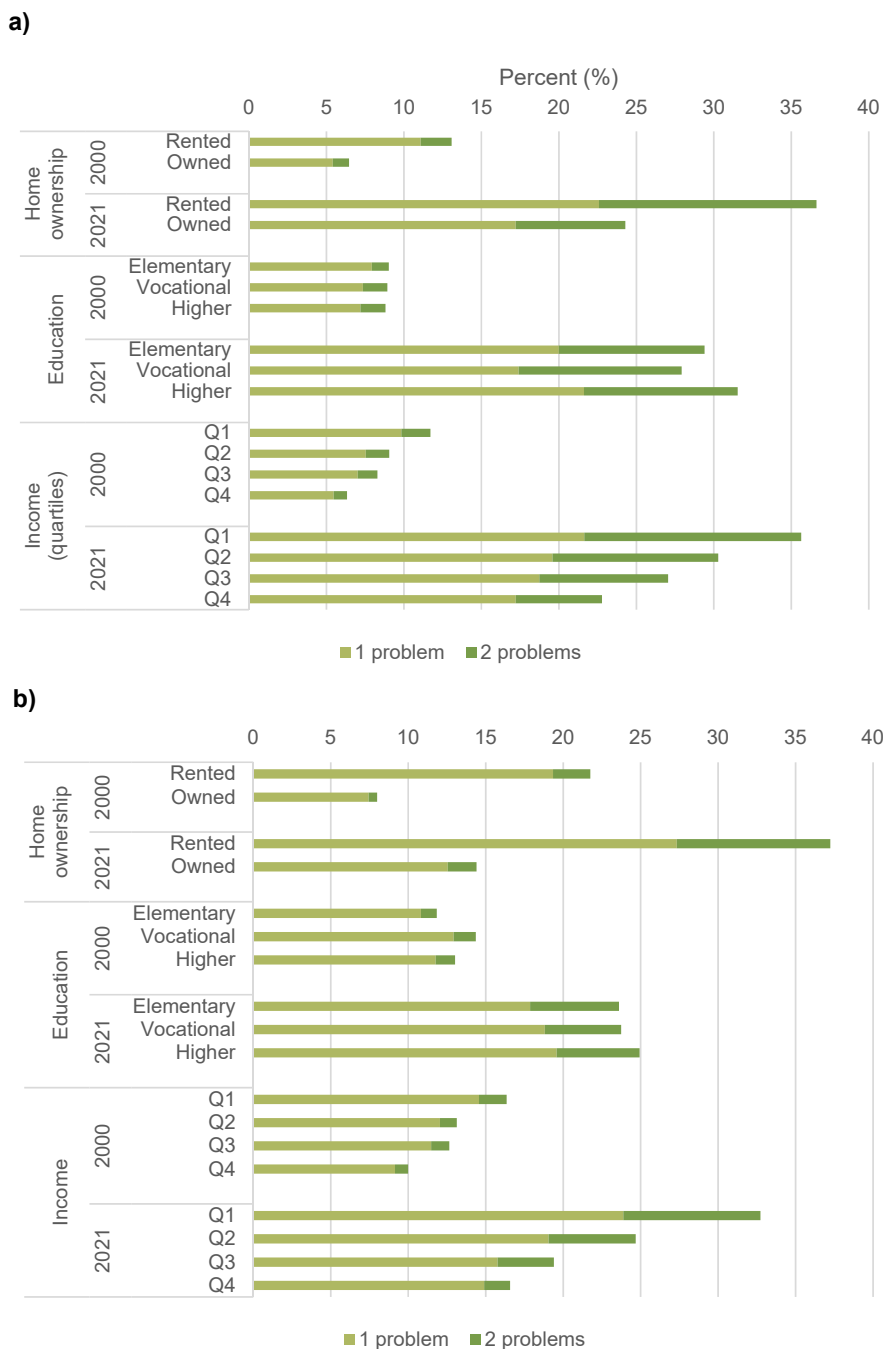 a)
Percent (%)
0 5 10 15 20 25 30 35 40
Home
ownership
2000
Rented
Owned
2021
Rented
Owned
Education
2000
Elementary
Vocational
Higher
2021
Elementary
Vocational
Higher
Income
(quartiles)
2000
Q1
Q2
Q3
Q4
2021
Q1
Q2
Q3
Q4
1 problem 2 problems
b)
0 5 10 15 20 25 30 35 40
Home
ownership
2000
Rented
Owned
2021
Rented
Owned
Education
2000
Elementary
Vocational
Higher
2021
Elementary
Vocational
Higher
Income
2000
Q1
Q2
Q3
Q4
2021
Q1
Q2
Q3
Q4
1 problem 2 problems